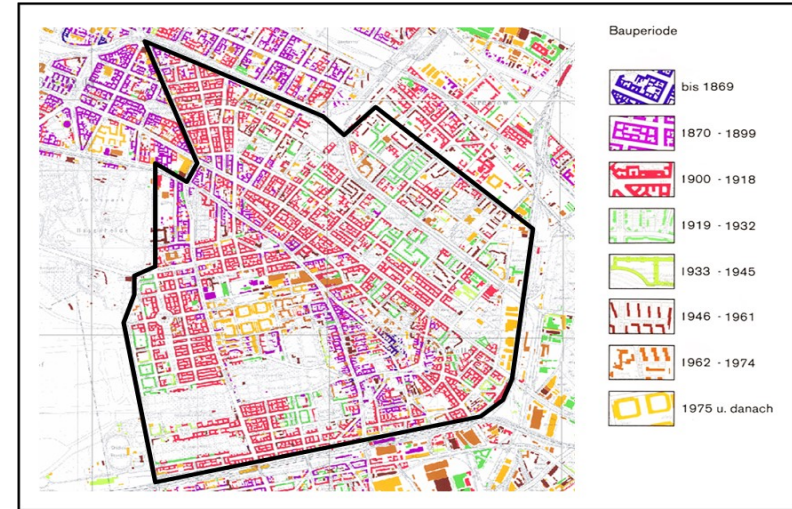 Bauperiode
bis 1869
1870 - 1899
1900 - 1918
1919 - 1932
1933 - 1945
1946 - 1961
1962 - 1974
1975 u. danach